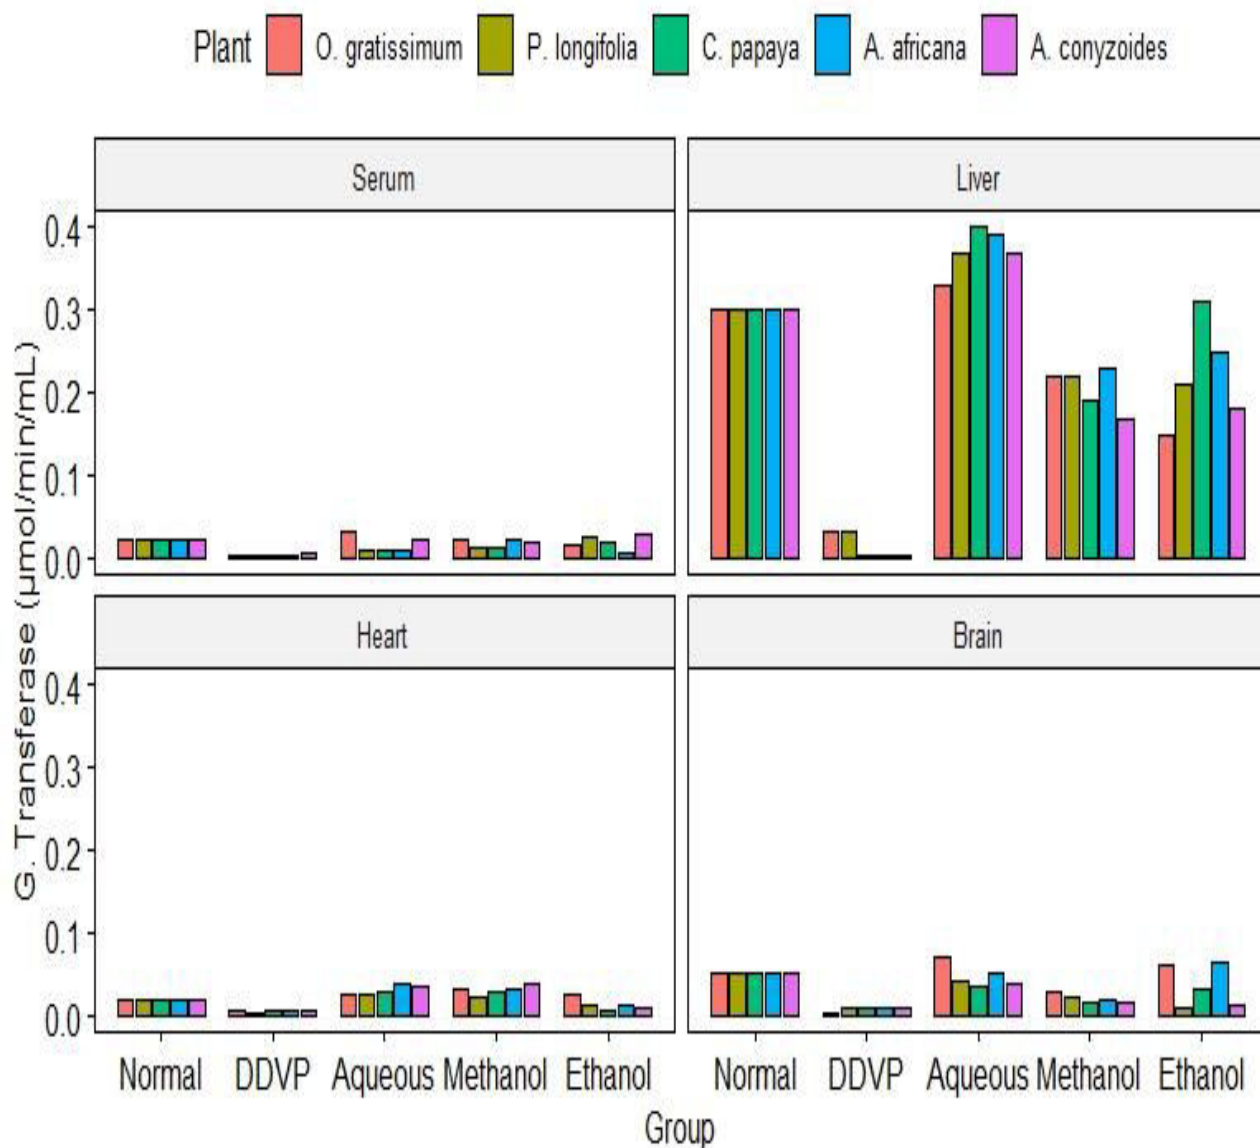 Plant O. gratissimum P. longifolia C. papaya A. africana A. conyzoides
Serum Liver
0.4
0.3
0.2
0.1
0.0
Heart Brain
0.4
0.3
0.2
0.1
0.0
G. Transferase (μmol/min/mL)
Normal DDVP Aqueous Methanol Ethanol Normal DDVP Aqueous Methanol Ethanol
Group